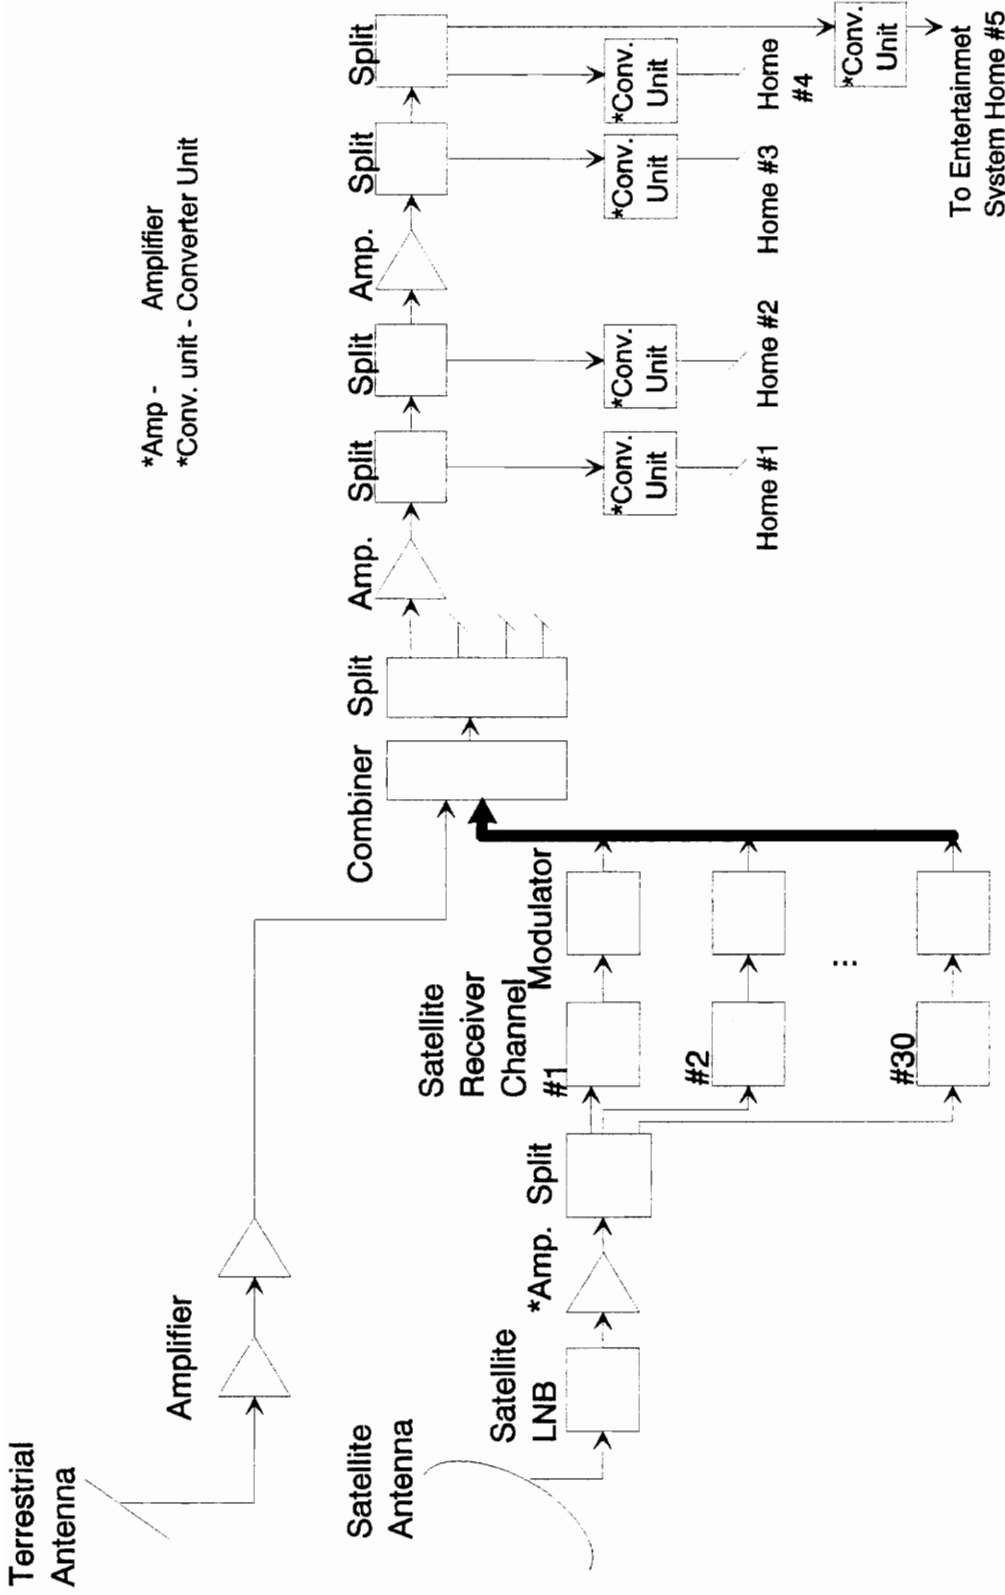 Terrestrial
Antenna
Amplifier
*Amp - Amplifier
*Conv. unit - Converter Unit
Satellite
Antenna
Satellite
LNB
*Amp.
Split
Satellite
Receiver
Channel
#1
#2
...
#30
Modulator
Combiner
Split
Amp.
Split
Split
Amp.
Split
Split
*Conv.
Unit
*Conv.
Unit
*Conv.
Unit
*Conv.
Unit
*Conv.
Unit
Home #1
Home #2
Home #3
Home
#4
To Entertainmet
System Home #5